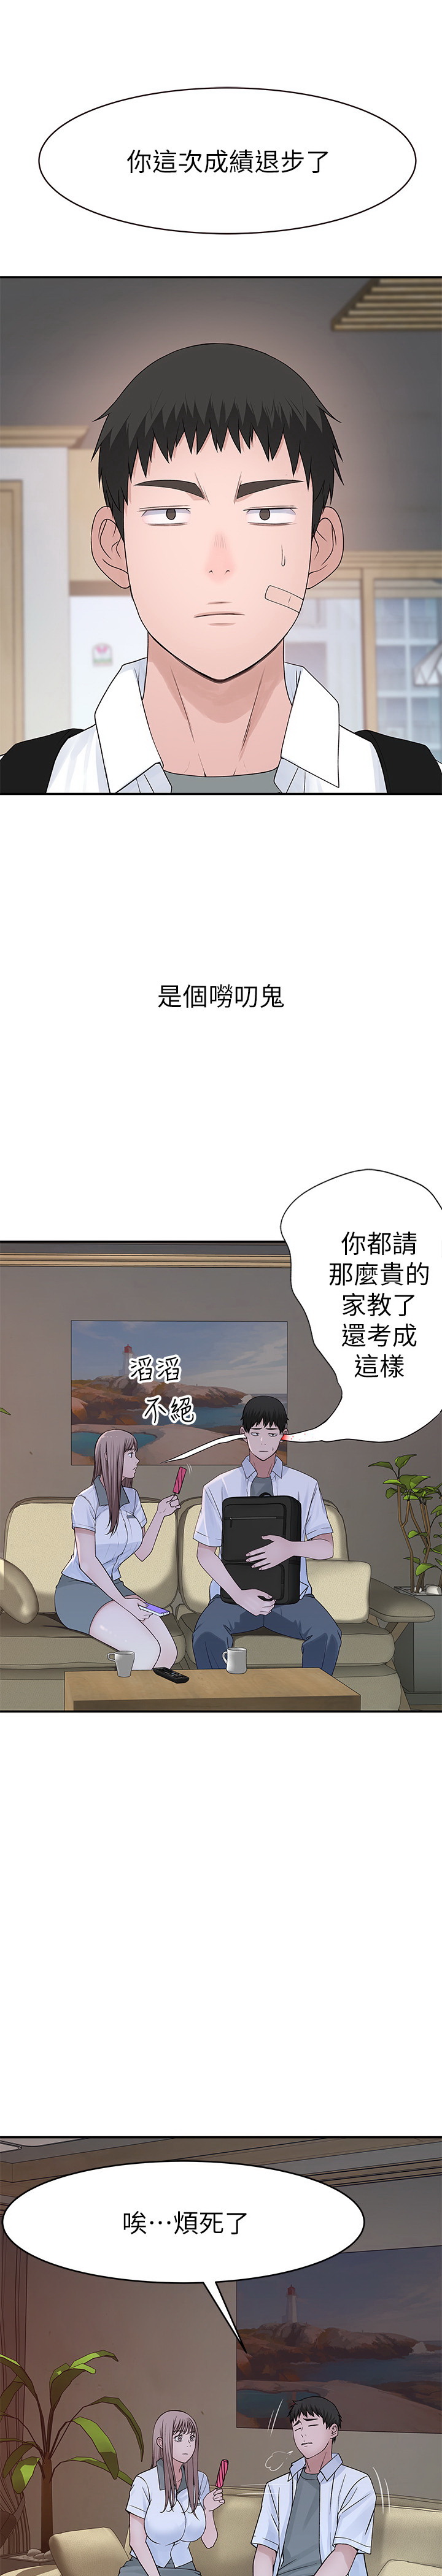 你這次成績退步了
是個嘮叨鬼
你都請
那麼貴的
家教了
還考成
這樣
滔滔
不絕
唉⋯煩死了